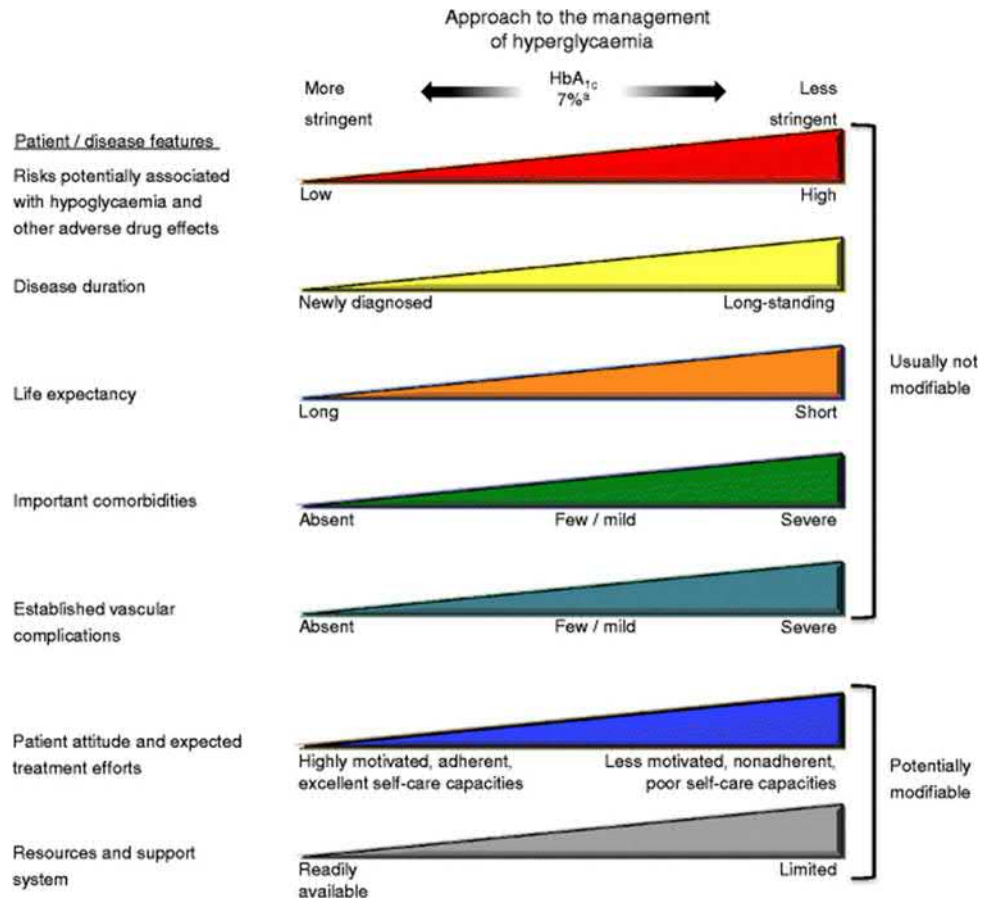 Approach to the management
of hyperglycaemia
More
stringent
HbA1c
7%a
Less
stringent
Patient / disease features
Risks potentially associated
with hypoglycaemia and
other adverse drug effects
Low
High
Disease duration
Newly diagnosed
Long-standing
Life expectancy
Long
Short
Usually not
modifiable
Important comorbidities
Absent
Few / mild
Severe
Established vascular
complications
Absent
Few / mild
Severe
Patient attitude and expected
treatment efforts
Highly motivated, adherent,
excellent self-care capacities
Less motivated, nonadherent,
poor self-care capacities
Potentially
modifiable
Resources and support
system
Readily
available
Limited